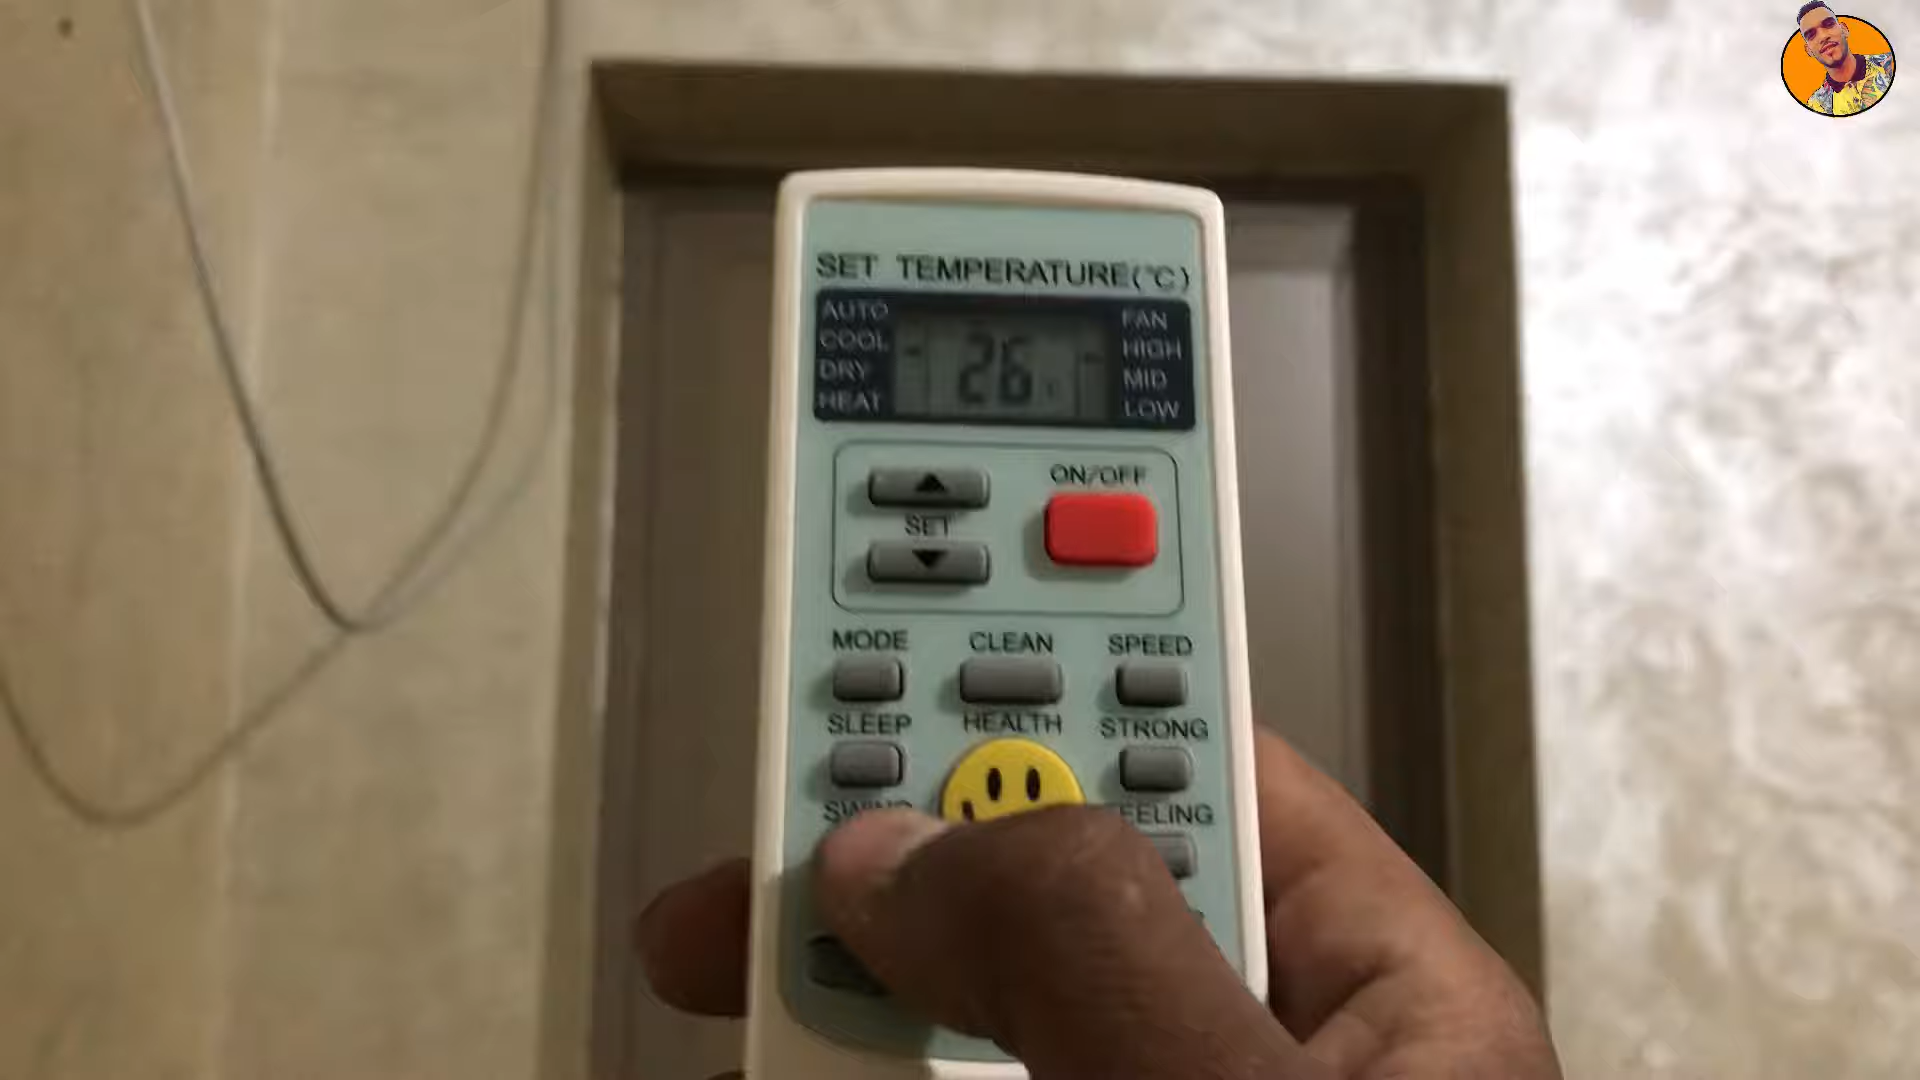 SET TEMPERATURE(°C)
AUTO
COOL
DRY
HEAT
26
FAN
HIGH
MID
LOW
ON/OFF
SET
MODE CLEAN SPEED
SLEEP HEALTH STRONG
SWING